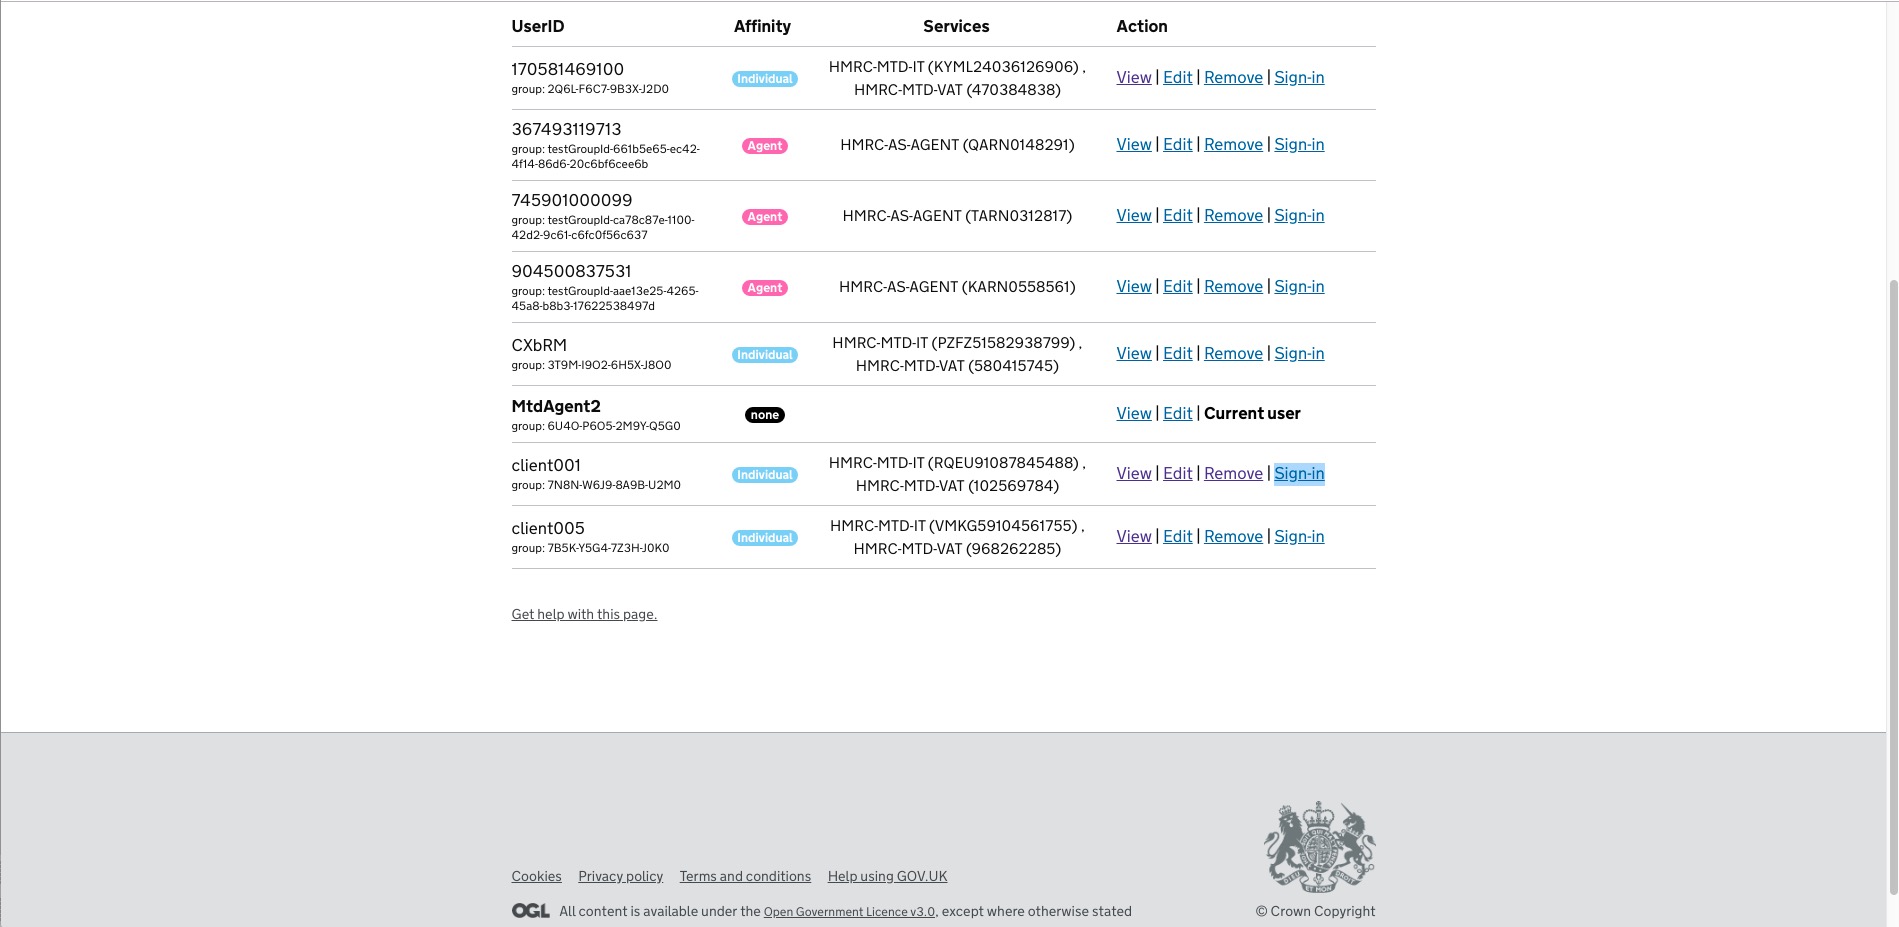 UserID Affinity Services Action
170581469100
group: 2Q6L-F6C7-9B3X-J2D0
Individual
HMRC-MTD-IT (KYML24036126906) ,
HMRC-MTD-VAT (470384838)
View | Edit | Remove | Sign-in
367493119713
group: testGroupId-661b5e65-ec42-
4f14-86d6-20c6bf6cee6b
Agent
HMRC-AS-AGENT (QARN0148291)
View | Edit | Remove | Sign-in
745901000099
group: testGroupId-ca78c87e-1100-
42d2-9c61-c6fc0f56c637
Agent
HMRC-AS-AGENT (TARN0312817)
View | Edit | Remove | Sign-in
904500837531
group: testGroupId-aae13e25-4265-
45a8-b8b3-17622538497d
Agent
HMRC-AS-AGENT (KARN0558561)
View | Edit | Remove | Sign-in
CXbRM
group: 3T9M-I9O2-6H5X-J8O0
Individual
HMRC-MTD-IT (PZFZ51582938799) ,
HMRC-MTD-VAT (580415745)
View | Edit | Remove | Sign-in
MtdAgent2
group: 6U4O-P6O5-2M9Y-Q5G0
none
View | Edit | Current user
client001
group: 7N8N-W6J9-8A9B-U2M0
Individual
HMRC-MTD-IT (RQEU91087845488) ,
HMRC-MTD-VAT (102569784)
View | Edit | Remove | Sign-in
client005
group: 7B5K-Y5G4-7Z3H-J0K0
Individual
HMRC-MTD-IT (VMKG59104561755) ,
HMRC-MTD-VAT (968262285)
View | Edit | Remove | Sign-in
Get help with this page.
Cookies Privacy policy Terms and conditions Help using GOV.UK
OGL All content is available under the Open Government Licence v3.0, except where otherwise stated
© Crown Copyright